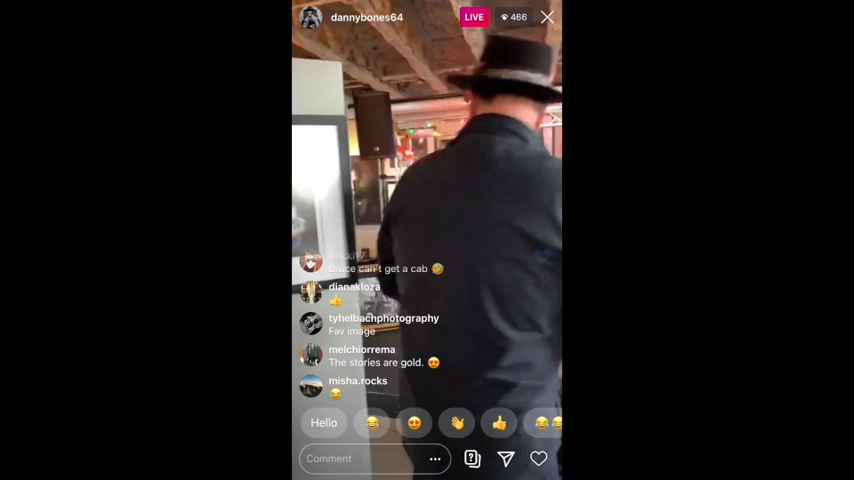 dannybones64
LIVE
466
Bruce can't get a cab 🤣
dianakloza
👍
tyhelbachphotography
Fav image
melchiorrema
The stories are gold. 😍
misha.rocks
😂
Hello 😂 😍 👋 👍 😂😂
Comment